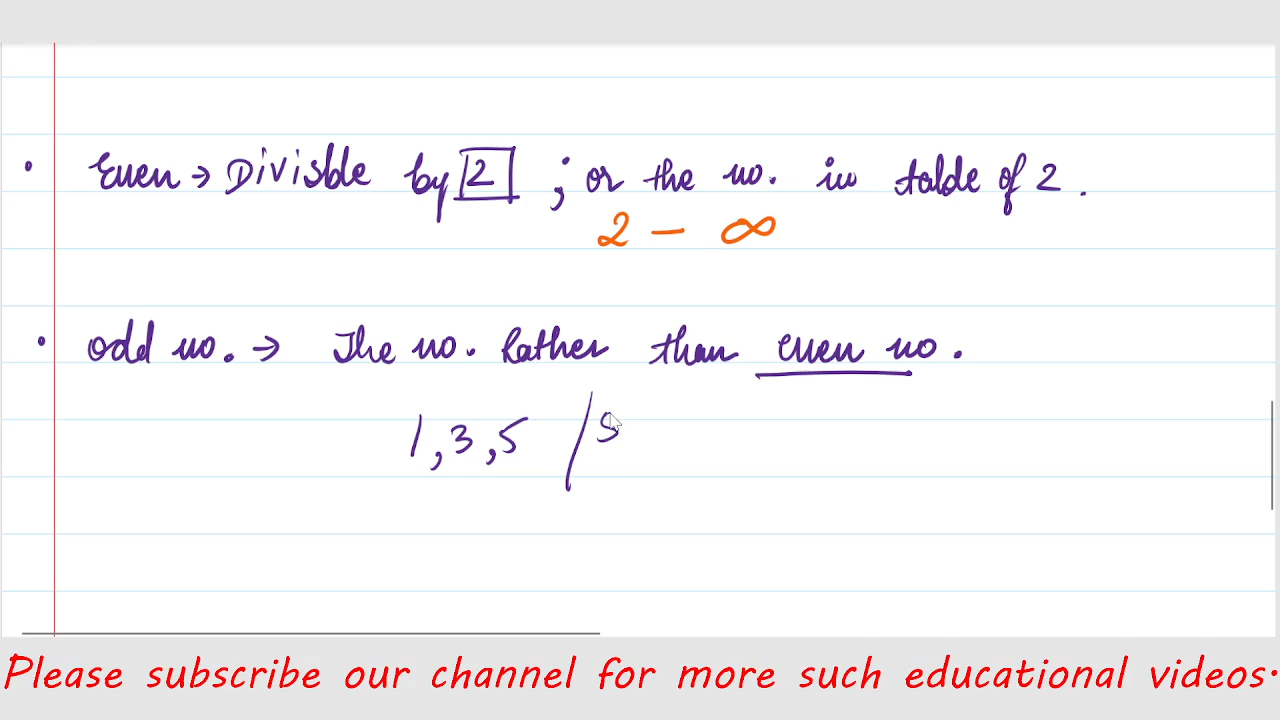 • Even → Divisble by 2 ; or the no. in table of 2 .
2 – ∞
• odd no. → The no. Rather than even no.
1, 3, 5 /
Please subscribe our channel for more such educational videos.